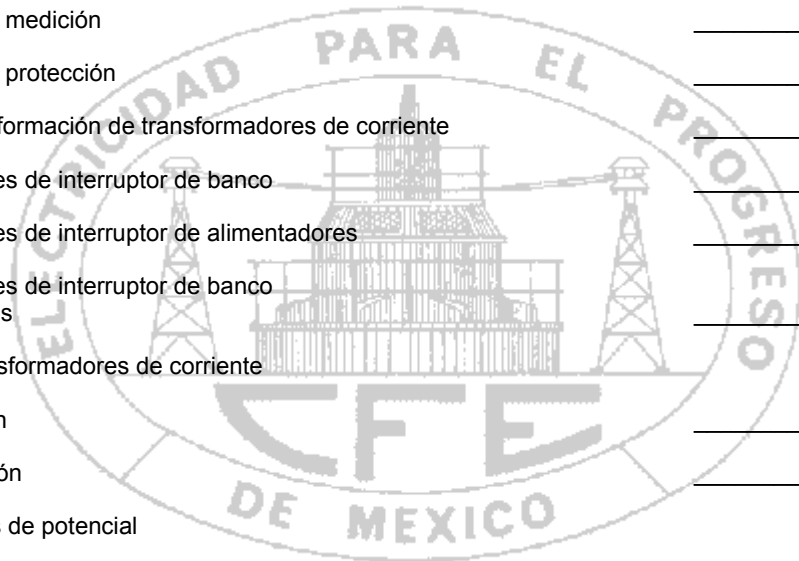 medición
protección
formación de transformadores de corriente
es de interruptor de banco
es de interruptor de alimentadores
es de interruptor de banco
s
sformadores de corriente
n
ón
s de potencial
ELECTRICIDAD PARA EL PROGRESO
DE MEXICO
CFE